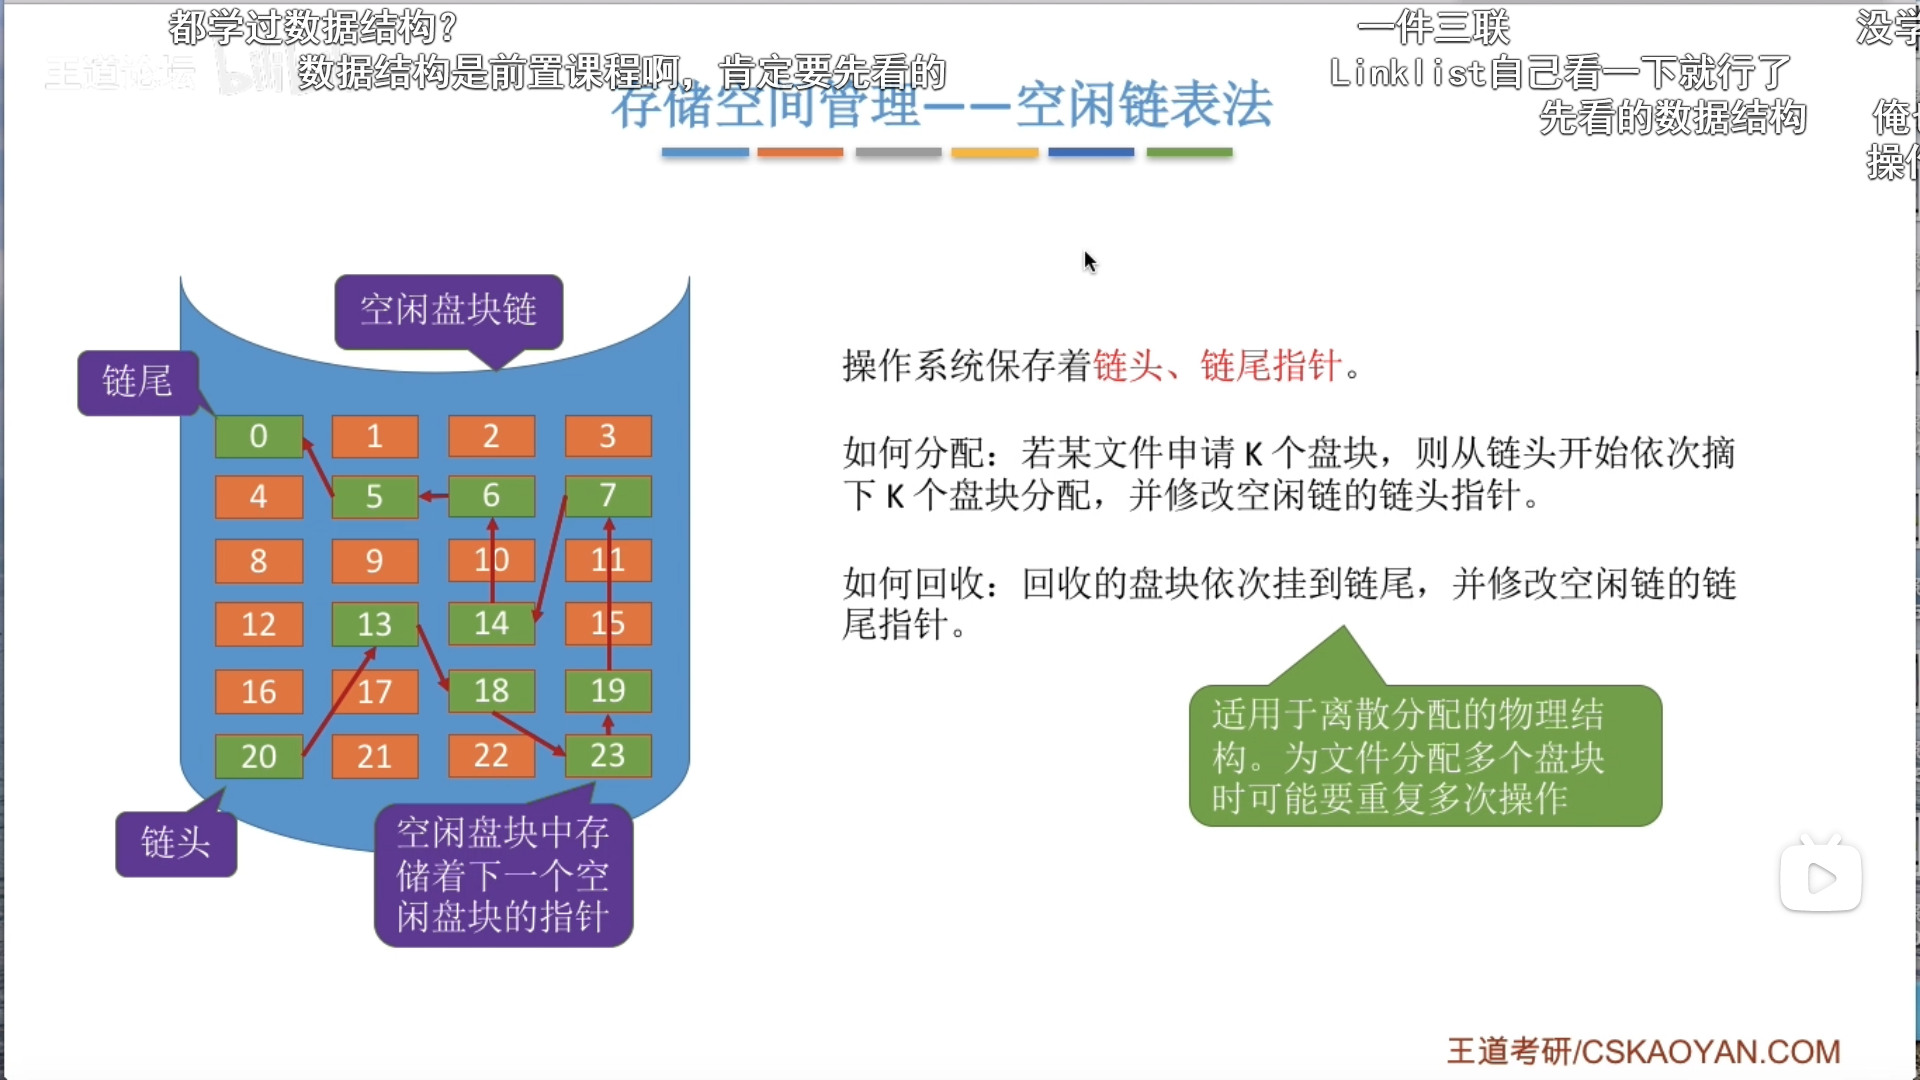 都学过数据结构?
一件三联
没学
王道论坛
bili
数据结构是前置课程啊，肯定要先看的
Linklist自己看一下就行了
存储空间管理——空闲链表法
先看的数据结构
俺也
操作
空闲盘块链
链尾
0 1 2 3
4 5 6 7
8 9 10 11
12 13 14 15
16 17 18 19
20 21 22 23
链头
空闲盘块中存
储着下一个空
闲盘块的指针
操作系统保存着链头、链尾指针。
如何分配：若某文件申请 K 个盘块，则从链头开始依次摘
下 K 个盘块分配，并修改空闲链的链头指针。
如何回收：回收的盘块依次挂到链尾，并修改空闲链的链
尾指针。
适用于离散分配的物理结
构。为文件分配多个盘块
时可能要重复多次操作
王道考研/CSKAOYAN.COM